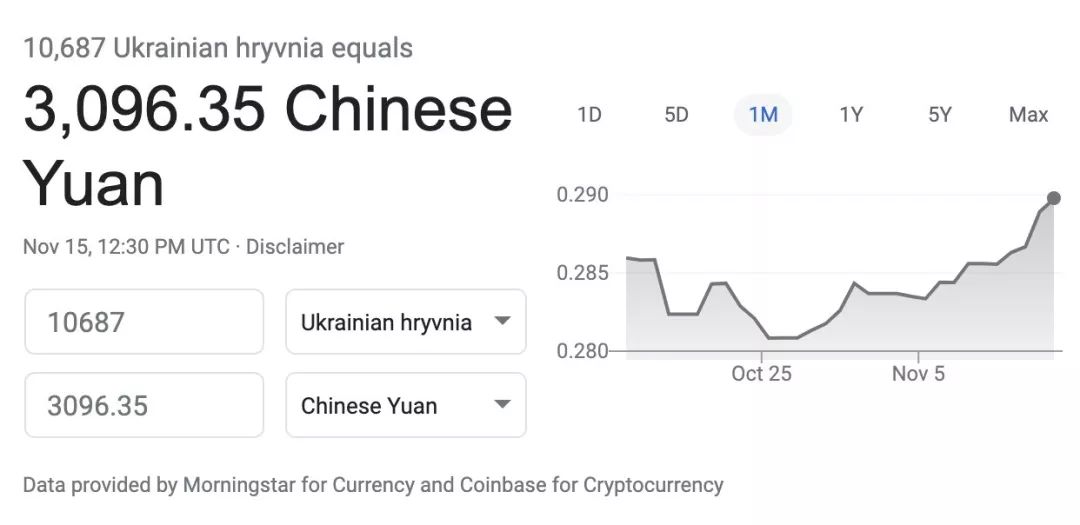 10,687 Ukrainian hryvnia equals
3,096.35 Chinese
Yuan
Nov 15, 12:30 PM UTC · Disclaimer
10687
Ukrainian hryvnia
3096.35
Chinese Yuan
1D 5D 1M 1Y 5Y Max
0.290
0.285
0.280
Oct 25 Nov 5
Data provided by Morningstar for Currency and Coinbase for Cryptocurrency